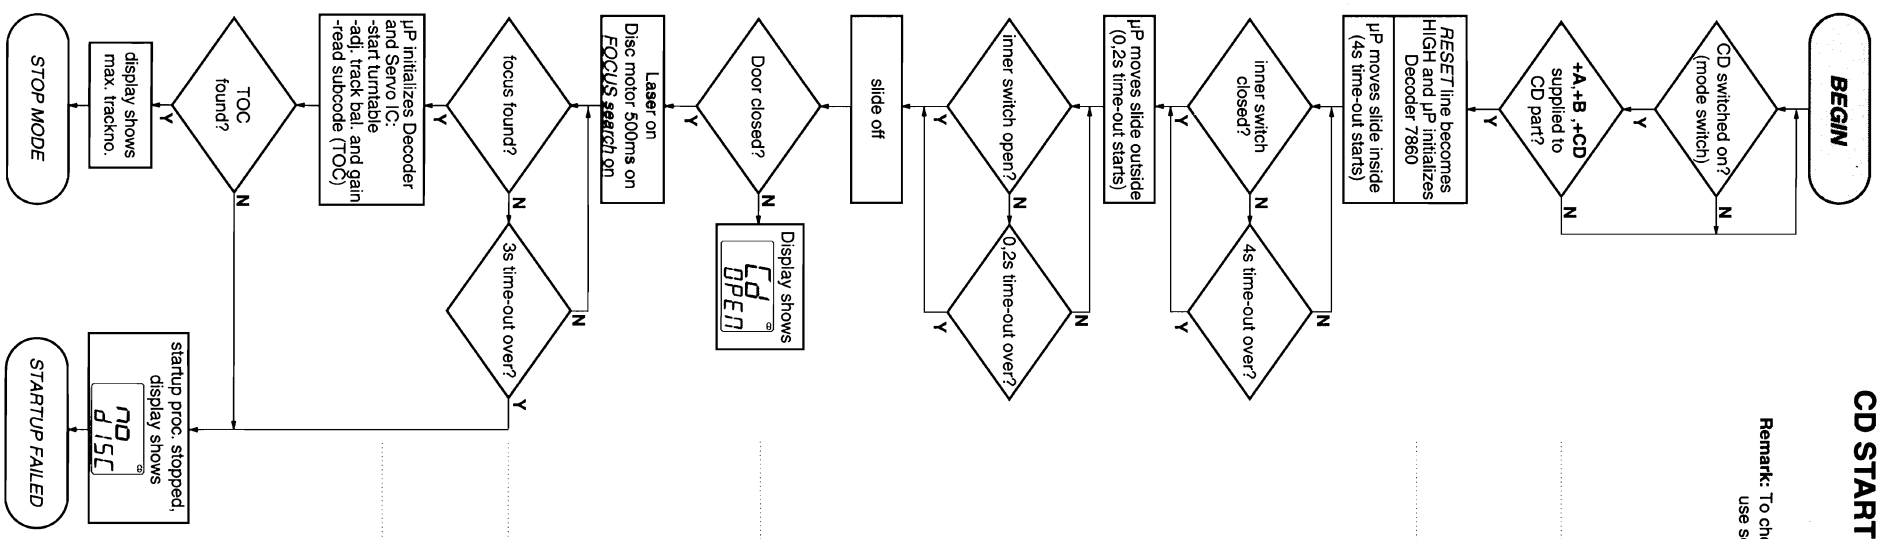 CD START
Remark: To che
use se
BEGIN
CD switched on?
(mode switch)
N
Y
+A,+B ,+CD
supplied to
CD part?
N
Y
RESET line becomes
HIGH and µP initializes
Decoder 7860
µP moves slide inside
(4s time-out starts)
inner switch
closed?
N
Y
4s time-out over?
N
Y
µP moves slide outside
(0,2s time-out starts)
inner switch open?
N
Y
0,2s time-out over?
N
Y
slide off
Door closed?
N
Y
Display shows
Cd
OPEN
Laser on
Disc motor 500ms on
FOCUS search on
focus found?
N
Y
3s time-out over?
N
Y
µP initializes Decoder
and Servo IC:
-start turntable
-adj. track bal. and gain
-read subcode (TOC)
TOC
found?
N
Y
display shows
max. trackno.
STOP MODE
startup proc. stopped,
display shows
no
dISC
STARTUP FAILED